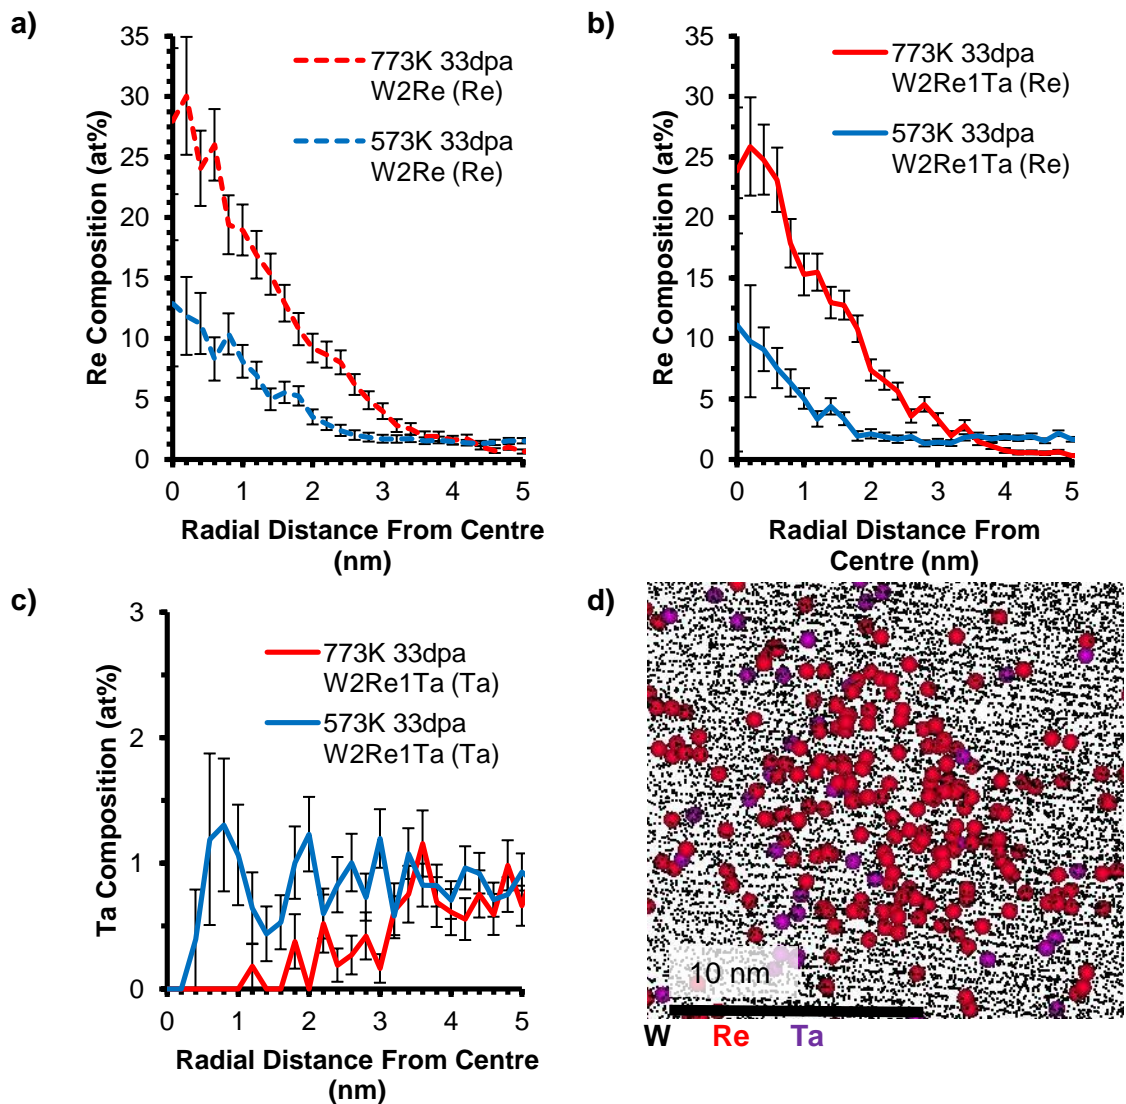 a)
35
30
25
20
15
10
5
0
Re Composition (at%)
773K 33dpa
W2Re (Re)
573K 33dpa
W2Re (Re)
0 1 2 3 4 5
Radial Distance From Centre
(nm)
b)
35
30
25
20
15
10
5
0
Re Composition (at%)
773K 33dpa
W2Re1Ta (Re)
573K 33dpa
W2Re1Ta (Re)
0 1 2 3 4 5
Radial Distance From
Centre (nm)
c)
3
2
1
0
Ta Composition (at%)
773K 33dpa
W2Re1Ta (Ta)
573K 33dpa
W2Re1Ta (Ta)
0 1 2 3 4 5
Radial Distance From Centre
(nm)
d)
10 nm
W Re Ta